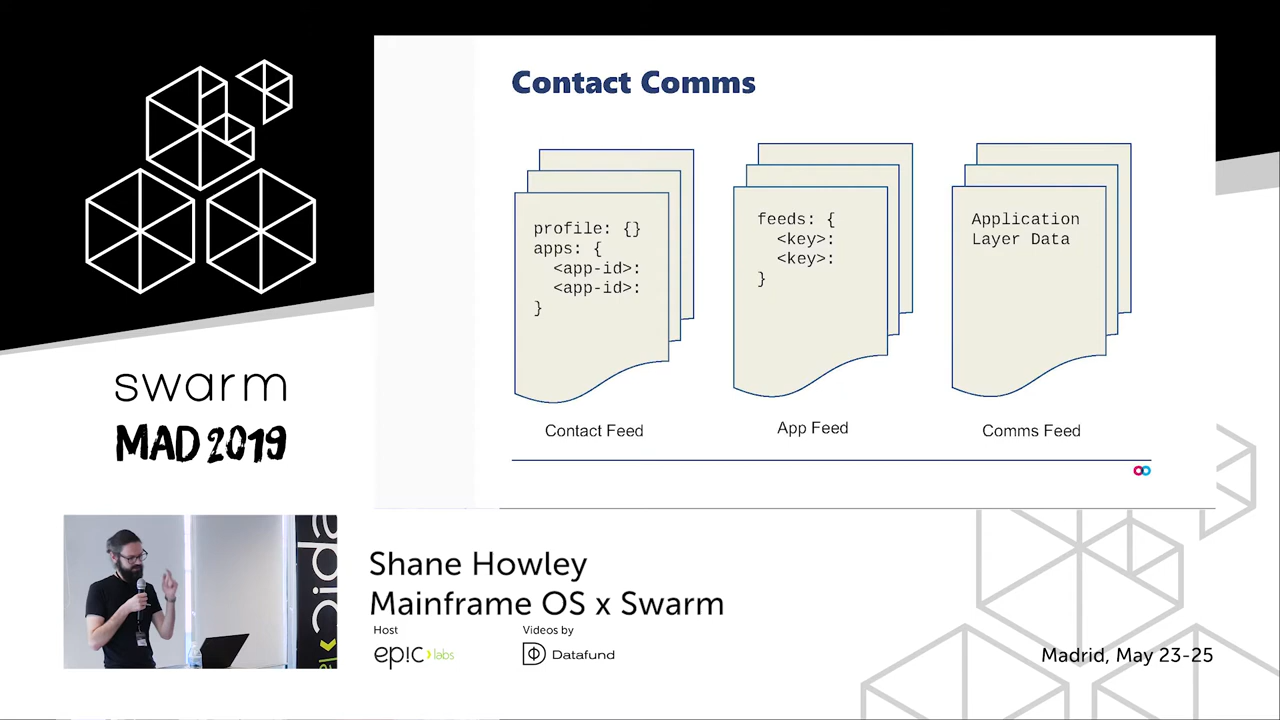 Contact Comms
profile: {}
apps: {
<app-id>:
<app-id>:
}
Contact Feed
feeds: {
<key>:
<key>:
}
App Feed
Application
Layer Data
Comms Feed
swarm
MAD 2019
Shane Howley
Mainframe OS x Swarm
Host
epic labs
Videos by
Datafund
Madrid, May 23-25